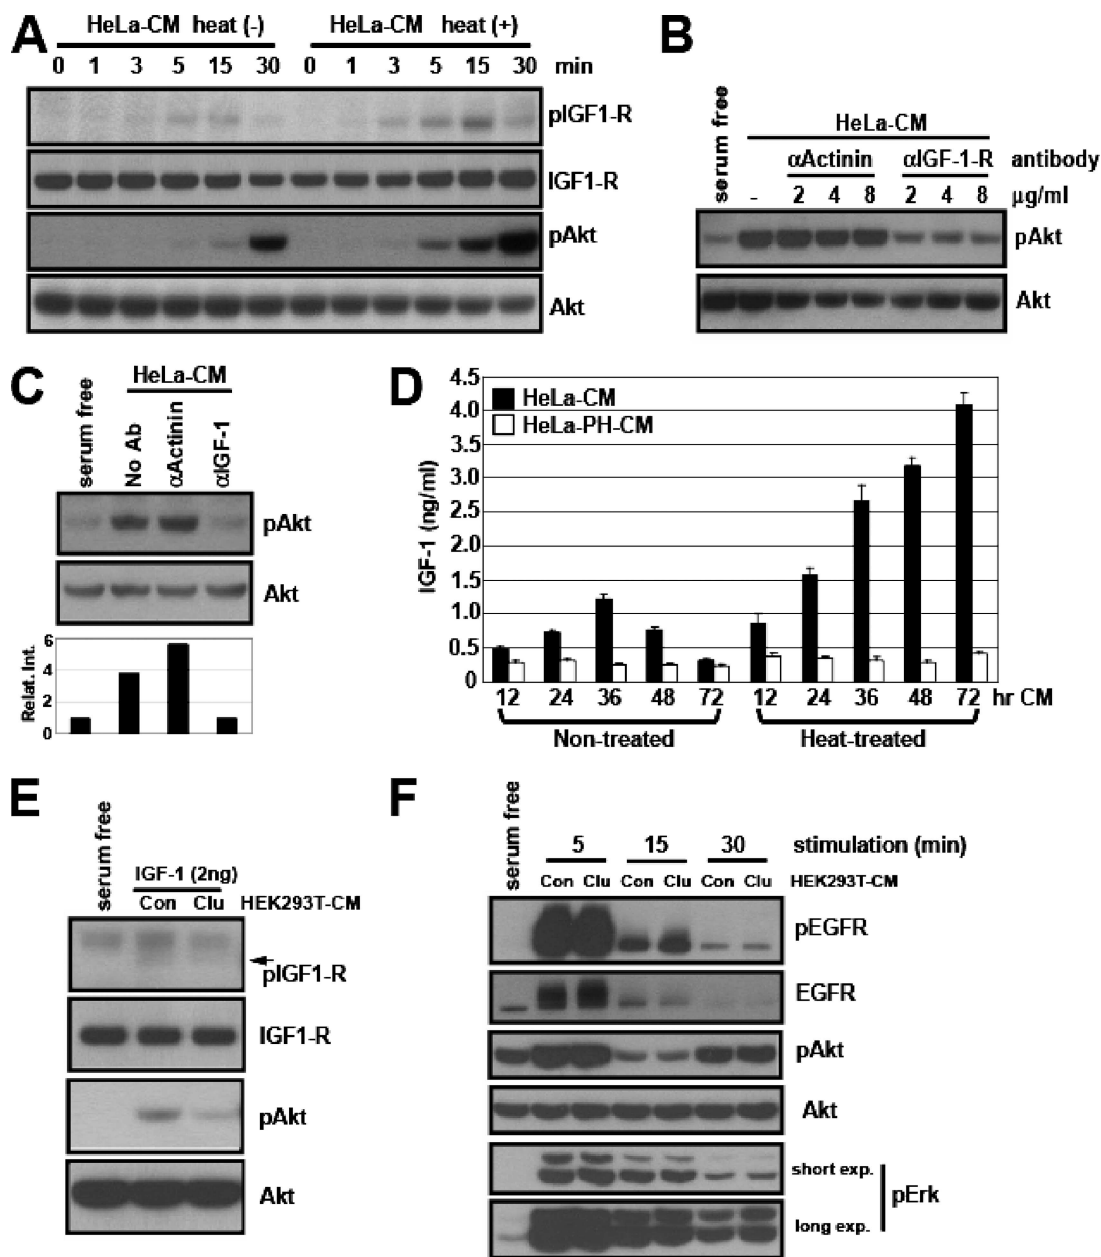 A
HeLa-CM heat (-) HeLa-CM heat (+)
0 1 3 5 15 30 0 1 3 5 15 30 min
pIGF1-R
IGF1-R
pAkt
Akt
B
serum free
HeLa-CM
αActinin αIGF-1-R antibody
- 2 4 8 2 4 8 μg/ml
pAkt
Akt
C
HeLa-CM
serum free No Ab αActinin αIGF-1
pAkt
Akt
Relat. Int.
6
4
2
0
D
IGF-1 (ng/ml)
4.5
4.0
3.5
3.0
2.5
2.0
1.5
1.0
0.5
0
HeLa-CM
HeLa-PH-CM
12 24 36 48 72 12 24 36 48 72 hr CM
Non-treated Heat-treated
E
serum free
IGF-1 (2ng)
Con Clu HEK293T-CM
pIGF1-R
IGF1-R
pAkt
Akt
F
serum free
5 15 30 stimulation (min)
Con Clu Con Clu Con Clu HEK293T-CM
pEGFR
EGFR
pAkt
Akt
short exp.
pErk
long exp.